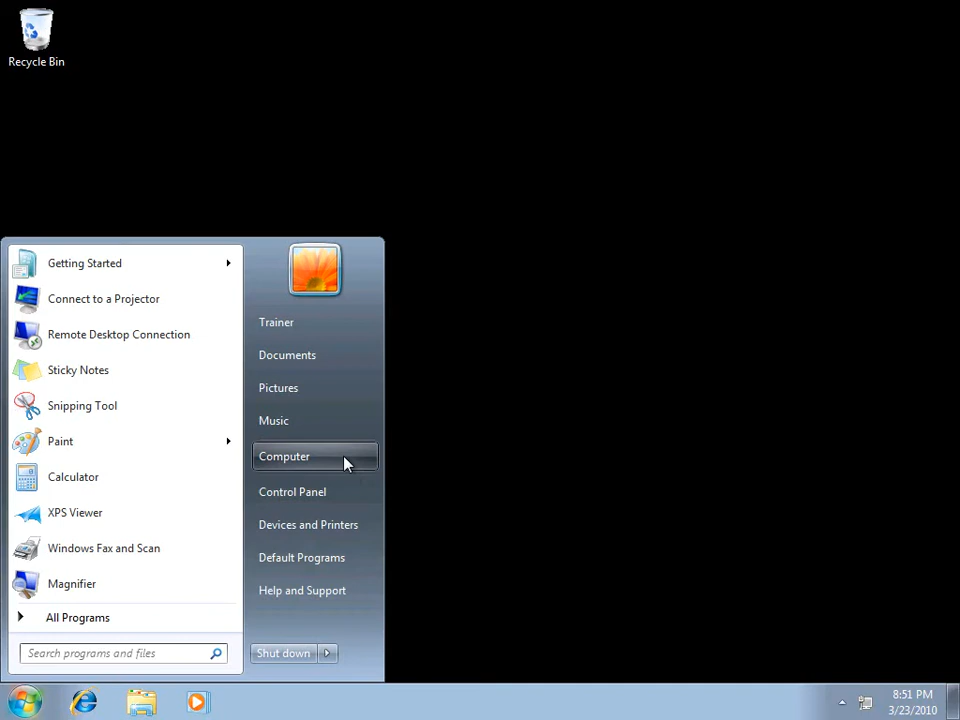 Recycle Bin
Getting Started
Connect to a Projector
Remote Desktop Connection
Sticky Notes
Snipping Tool
Paint
Calculator
XPS Viewer
Windows Fax and Scan
Magnifier
All Programs
Search programs and files
Trainer
Documents
Pictures
Music
Computer
Control Panel
Devices and Printers
Default Programs
Help and Support
Shut down
8:51 PM
3/23/2010